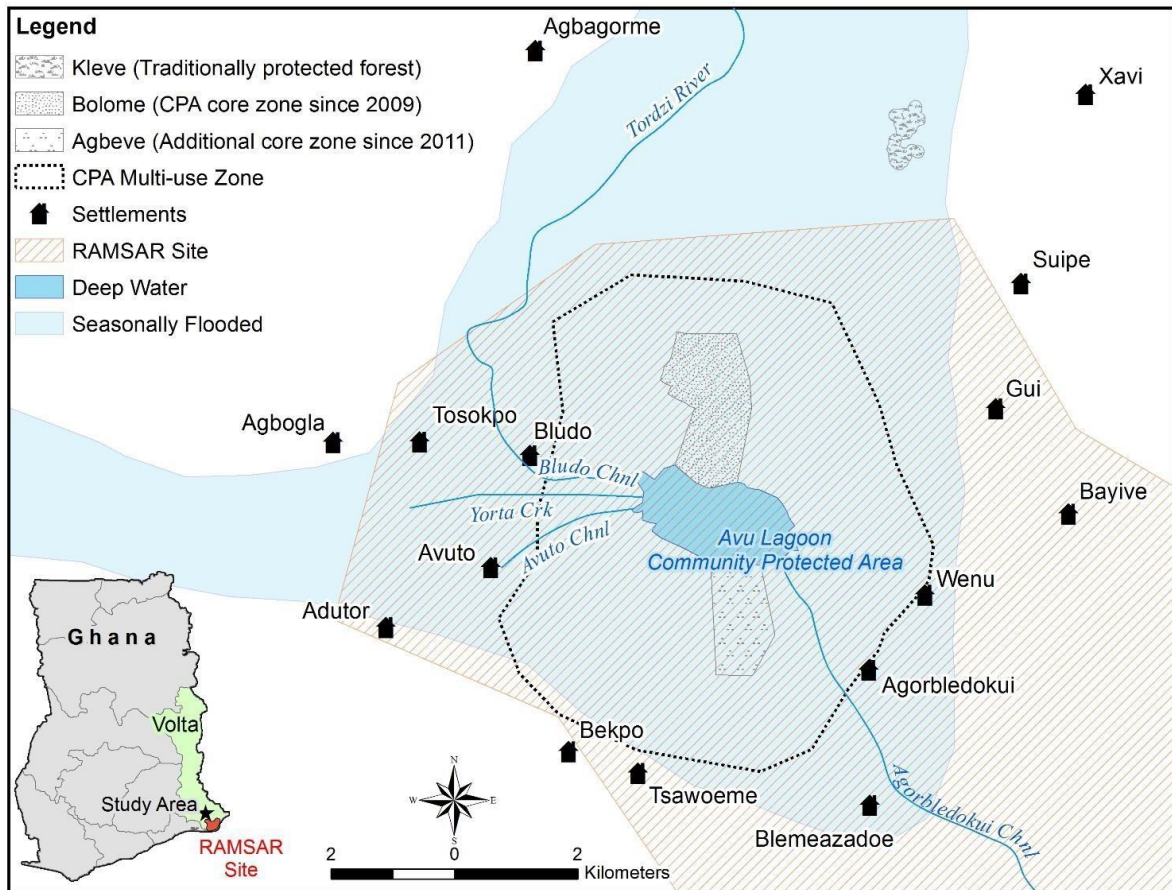 Legend
Kleve (Traditionally protected forest)
Bolome (CPA core zone since 2009)
Agbeve (Additional core zone since 2011)
CPA Multi-use Zone
Settlements
RAMSAR Site
Deep Water
Seasonally Flooded
Agbagorme
Xavi
Tordzi River
Suipe
Gui
Agbogla
Tosokpo
Bludo
Bludo Chnl
Yorta Crk
Bayive
Avuto
Avuto Chnl
Avu Lagoon
Community Protected Area
Wenu
Adutor
Agorbledokui
Bekpo
Tsawoeme
Agorbledokui Chnl
Blemeazadoe
Ghana
Volta
Study Area
RAMSAR
Site
N
W
E
S
2
0
2
Kilometers